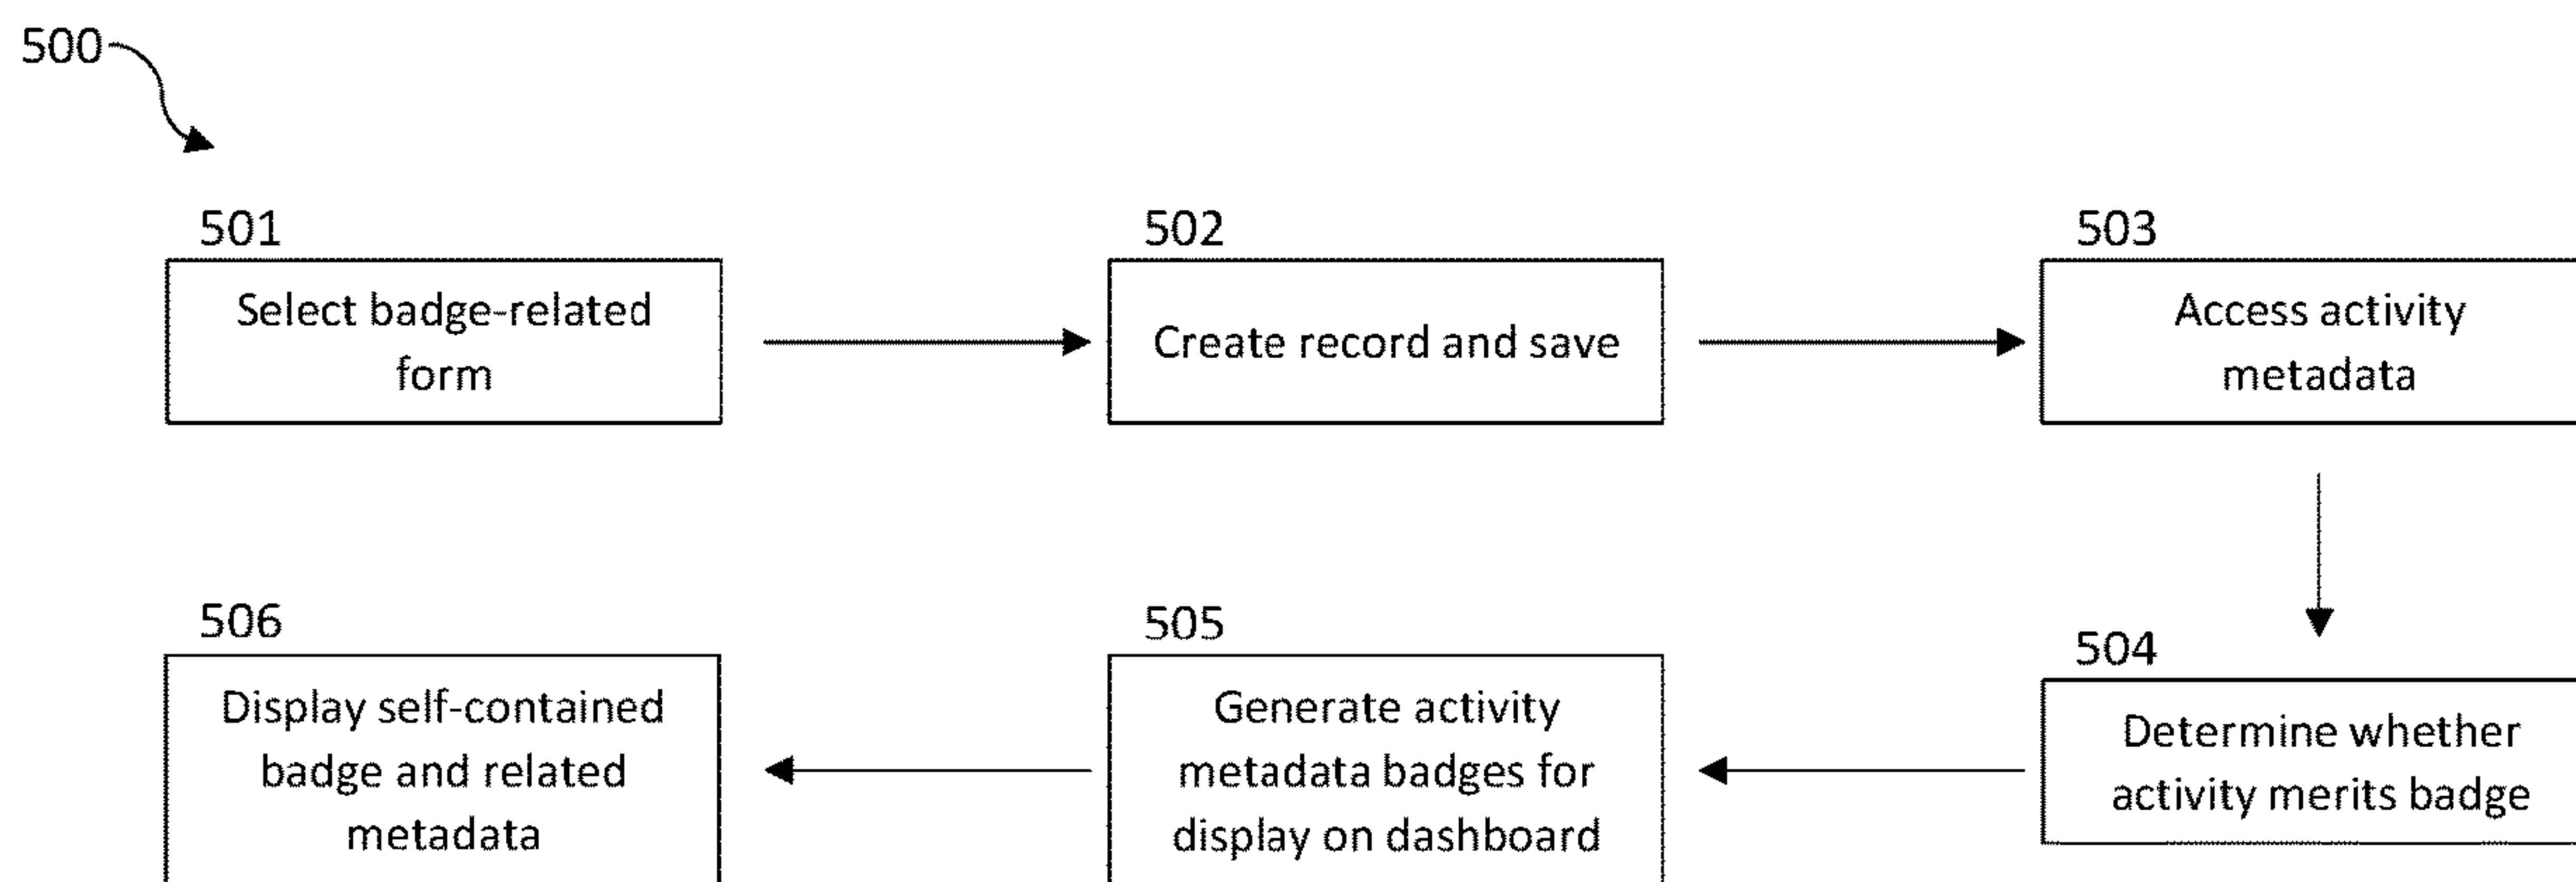 500
501
Select badge-related
form
502
Create record and save
503
Access activity
metadata
504
Determine whether
activity merits badge
505
Generate activity
metadata badges for
display on dashboard
506
Display self-contained
badge and related
metadata